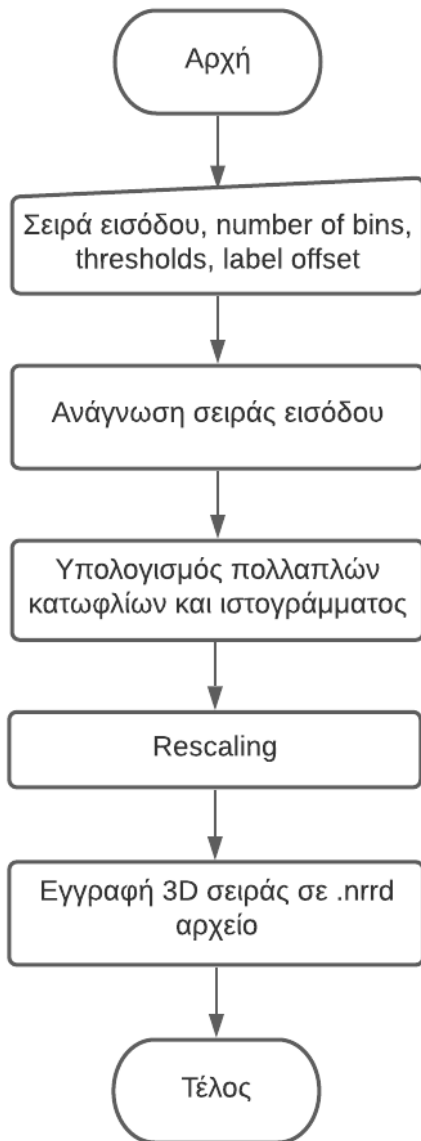 Αρχή
Σειρά εισόδου, number of bins,
thresholds, label offset
Ανάγνωση σειράς εισόδου
Υπολογισμός πολλαπλών
κατωφλίων και ιστογράμματος
Rescaling
Εγγραφή 3D σειράς σε .nrrd
αρχείο
Τέλος